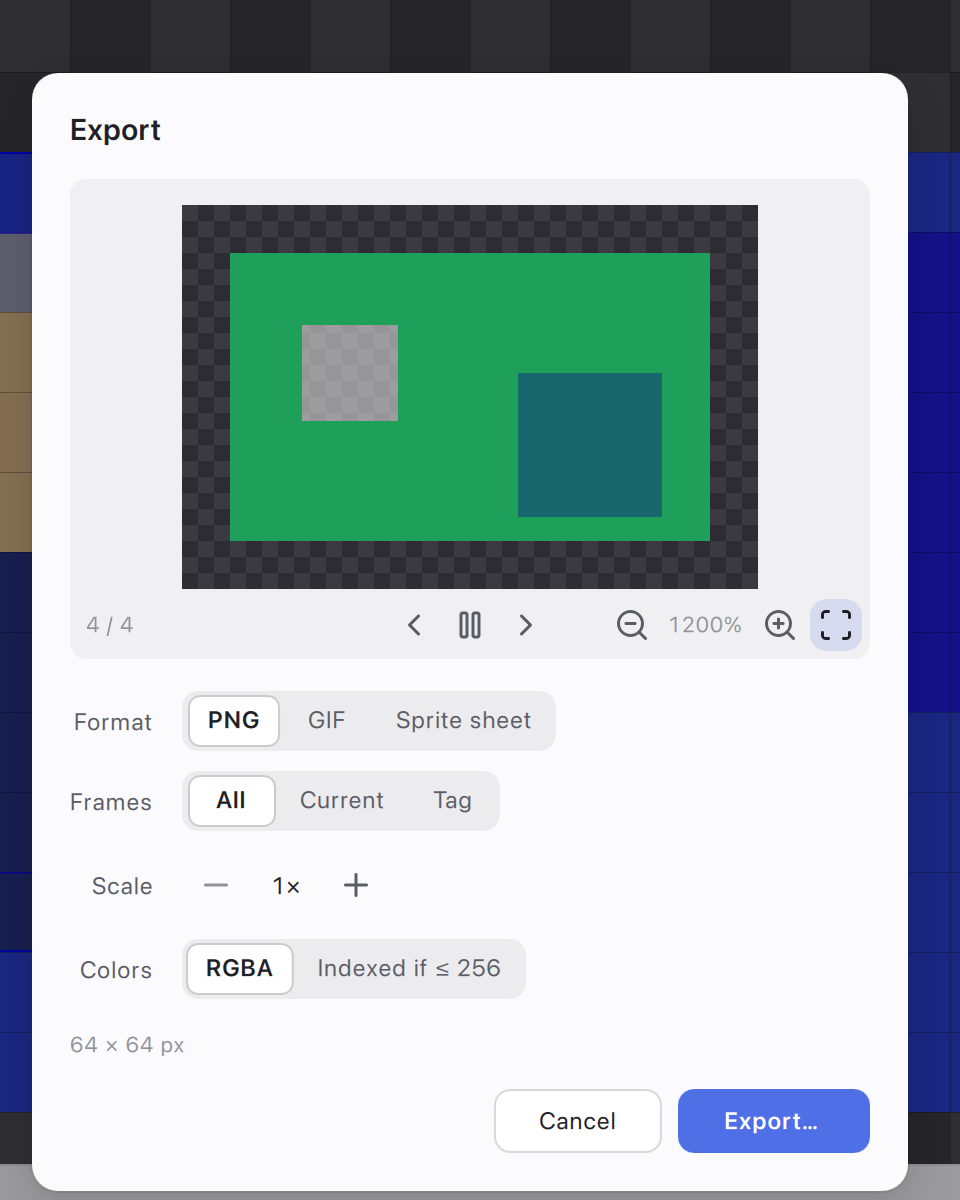 Export
4 / 4
1200%
Format PNG GIF Sprite sheet
Frames All Current Tag
Scale 1×
Colors RGBA Indexed if ≤ 256
64 × 64 px
Cancel Export…